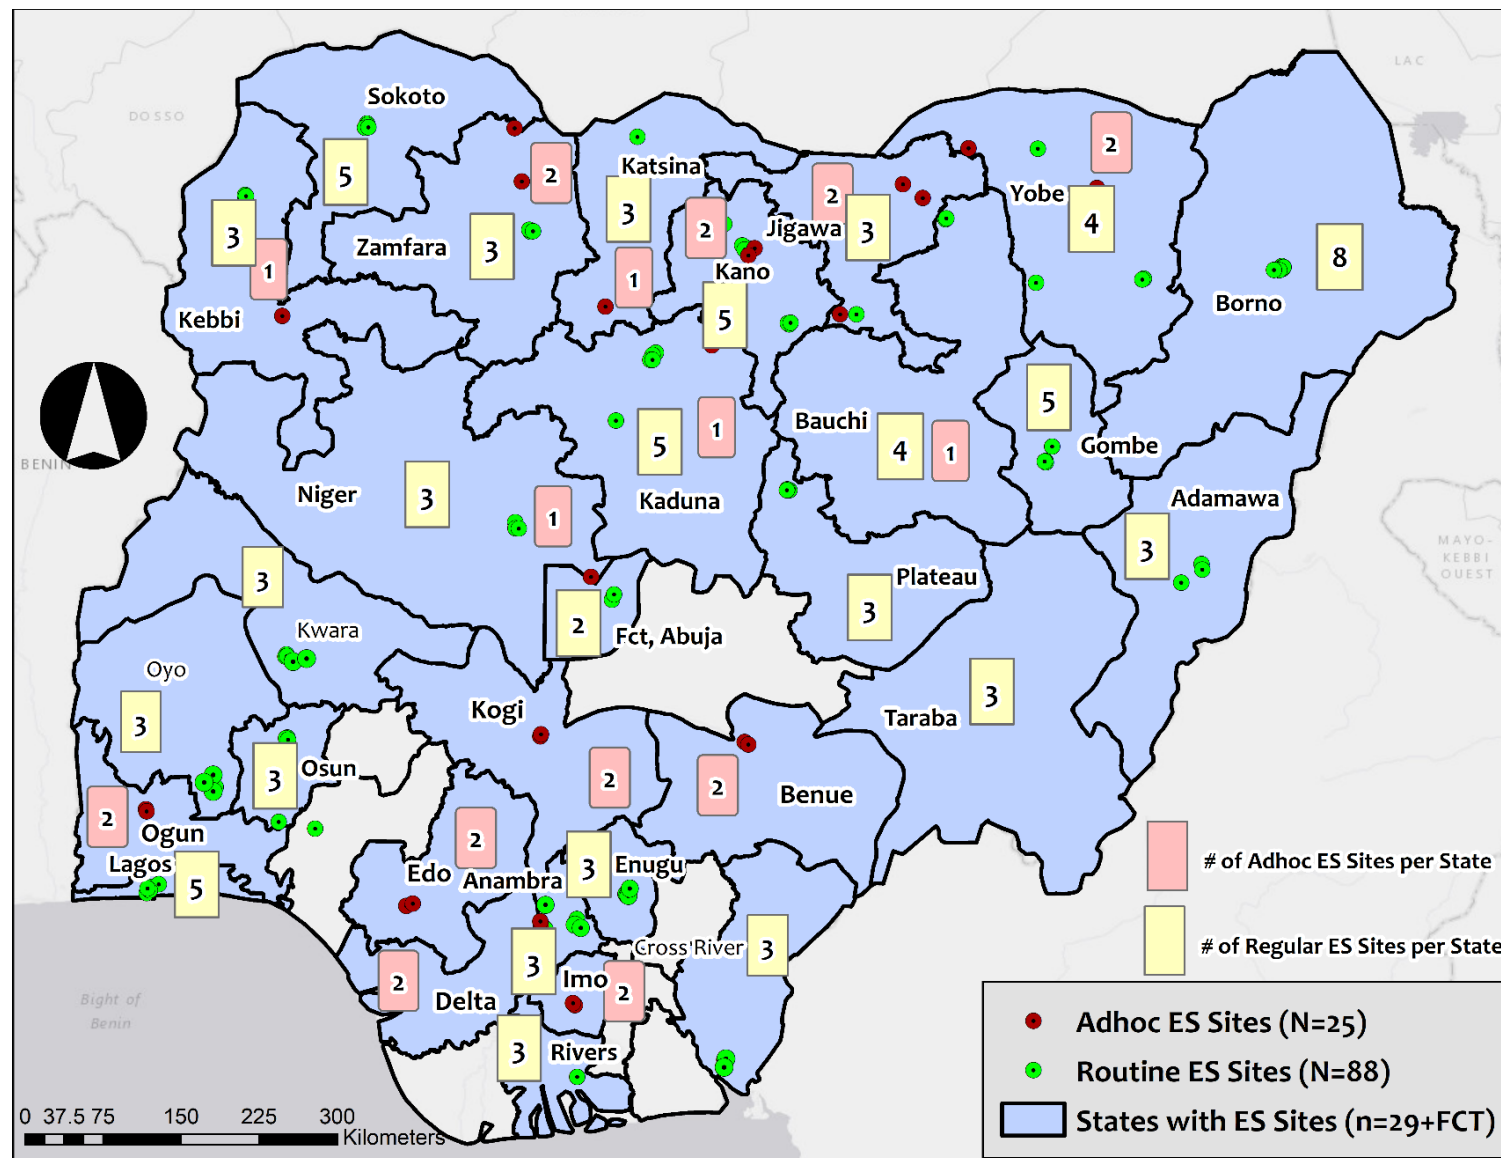 LAC
Sokoto
DOSSO
2
2
Katsina
5
Yobe
3
2
2
4
3
Jigawa
3
Zamfara
3
8
1
Kano
1
Borno
Kebbi
5
5
Bauchi
1
5
4
1
Gombe
BENIN
Niger
3
Kaduna
Adamawa
1
3
MAYO-
KEBBI
OUEST
3
Plateau
3
2
Fct, Abuja
Kwara
Oyo
3
Kogi
Taraba
3
3
Osun
2
2
Benue
2
Ogun
2
# of Adhoc ES Sites per State
Lagos
5
Edo
Anambra
3
Enugu
Cross River
3
# of Regular ES Sites per State
3
Imo
2
2
Delta
Bight of
Benin
3
Rivers
Adhoc ES Sites (N=25)
Routine ES Sites (N=88)
States with ES Sites (n=29+FCT)
0 37.5 75 150 225 300
Kilometers